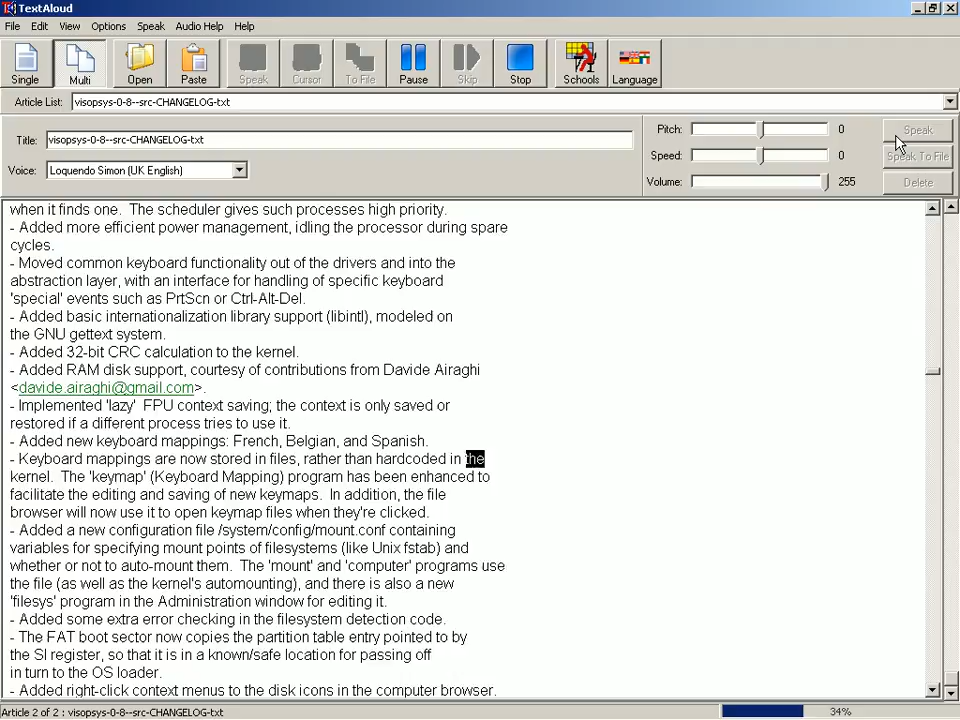 TextAloud
File Edit View Options Speak Audio Help Help
Single Multi Open Paste Speak Cursor To File Pause Skip Stop Schools Language
Article List: visopsys-0-8--src-CHANGELOG-txt
Title: visopsys-0-8--src-CHANGELOG-txt
Voice: Loquendo Simon (UK English)
Pitch: 0 Speak
Speed: 0 Speak To File
Volume: 255 Delete
when it finds one. The scheduler gives such processes high priority.
- Added more efficient power management, idling the processor during spare
cycles.
- Moved common keyboard functionality out of the drivers and into the
abstraction layer, with an interface for handling of specific keyboard
'special' events such as PrtScn or Ctrl-Alt-Del.
- Added basic internationalization library support (libintl), modeled on
the GNU gettext system.
- Added 32-bit CRC calculation to the kernel.
- Added RAM disk support, courtesy of contributions from Davide Airaghi
<davide.airaghi@gmail.com>.
- Implemented 'lazy' FPU context saving; the context is only saved or
restored if a different process tries to use it.
- Added new keyboard mappings: French, Belgian, and Spanish.
- Keyboard mappings are now stored in files, rather than hardcoded in the
kernel. The 'keymap' (Keyboard Mapping) program has been enhanced to
facilitate the editing and saving of new keymaps. In addition, the file
browser will now use it to open keymap files when they're clicked.
- Added a new configuration file /system/config/mount.conf containing
variables for specifying mount points of filesystems (like Unix fstab) and
whether or not to auto-mount them. The 'mount' and 'computer' programs use
the file (as well as the kernel's automounting), and there is also a new
'filesys' program in the Administration window for editing it.
- Added some extra error checking in the filesystem detection code.
- The FAT boot sector now copies the partition table entry pointed to by
the SI register, so that it is in a known/safe location for passing off
in turn to the OS loader.
- Added right-click context menus to the disk icons in the computer browser.
Article 2 of 2 : visopsys-0-8--src-CHANGELOG-txt 34%